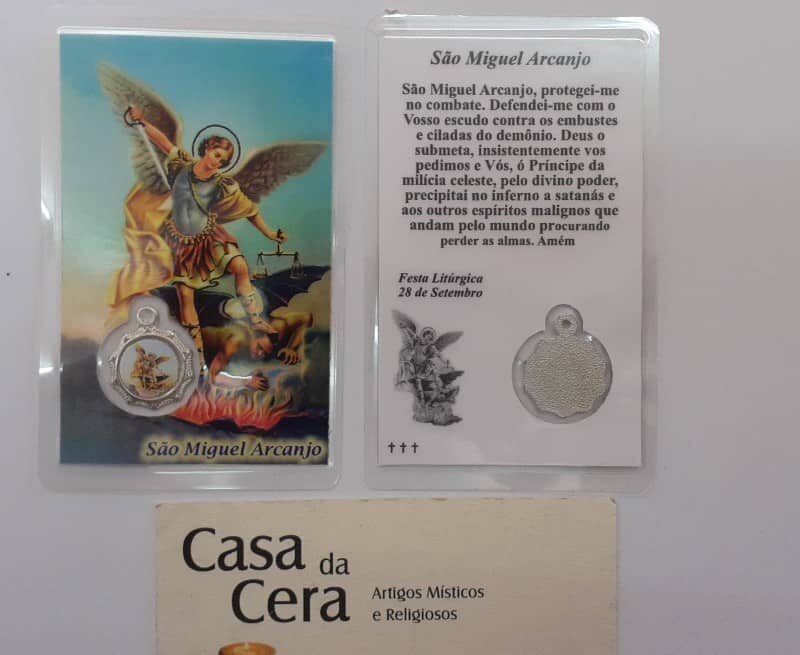 São Miguel Arcanjo
São Miguel Arcanjo
São Miguel Arcanjo, protegei-me
no combate. Defendei-me com o
Vosso escudo contra os embustes
e ciladas do demônio. Deus o
submeta, insistentemente vos
pedimos e Vós, ó Príncipe da
milícia celeste, pelo divino poder,
precipitai no inferno a satanás e
aos outros espíritos malignos que
andam pelo mundo procurando
perder as almas. Amém
Festa Litúrgica
28 de Setembro
Casa da
Cera
Artigos Místicos
e Religiosos